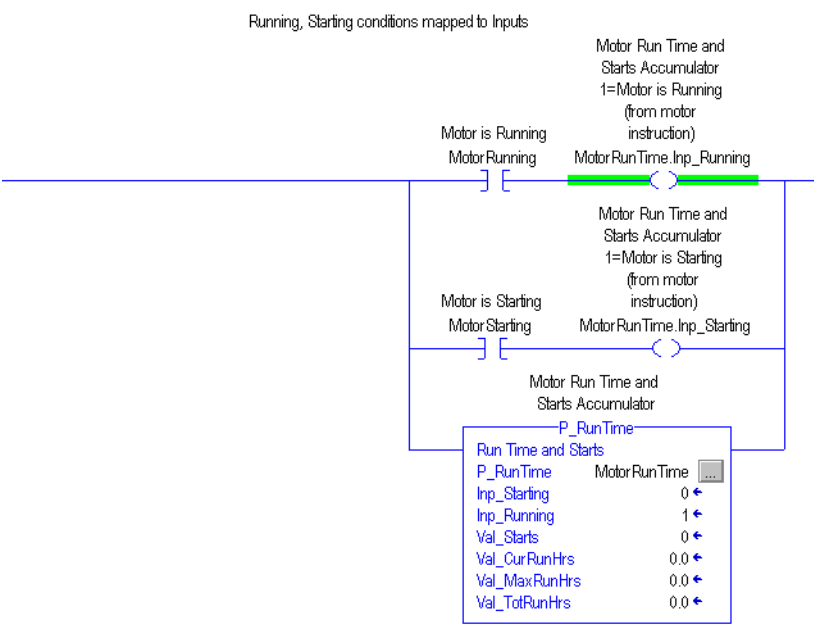 Running, Starting conditions mapped to Inputs
Motor Run Time and
Starts Accumulator
1=Motor is Running
(from motor
instruction)
Motor is Running
MotorRunning
MotorRunTime.Inp_Running
Motor Run Time and
Starts Accumulator
1=Motor is Starting
(from motor
instruction)
Motor is Starting
MotorStarting
MotorRunTime.Inp_Starting
Motor Run Time and
Starts Accumulator
P_RunTime
Run Time and Starts
P_RunTime MotorRunTime ...
Inp_Starting 0
Inp_Running 1
Val_Starts 0
Val_CurRunHrs 0.0
Val_MaxRunHrs 0.0
Val_TotRunHrs 0.0